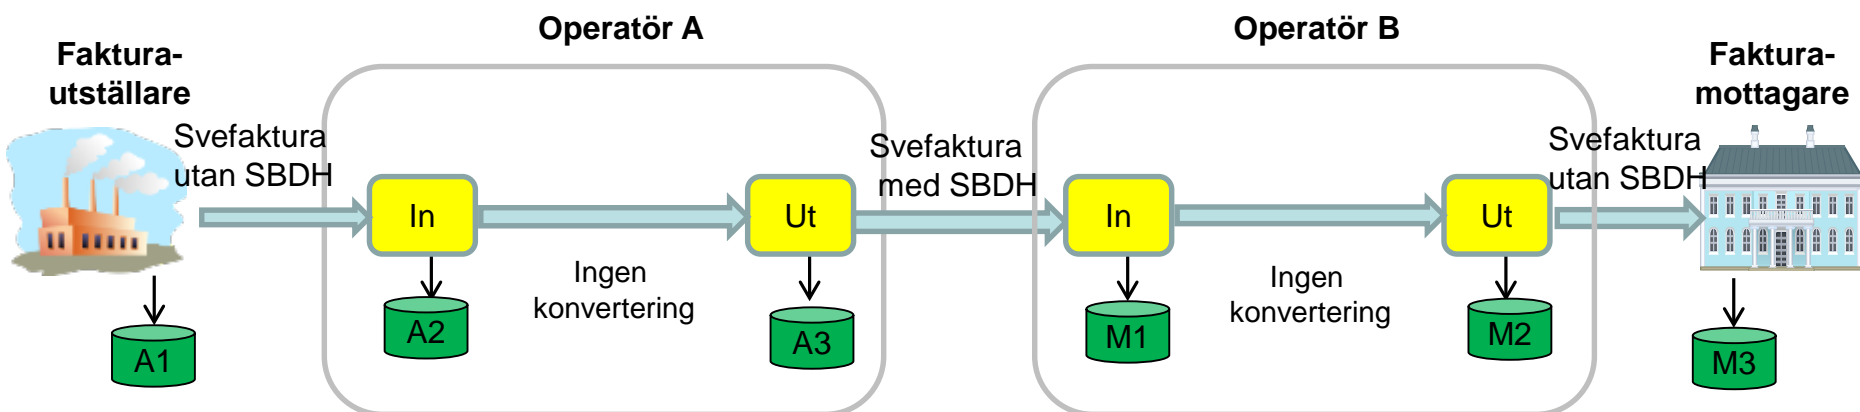 Operatör A
Operatör B
Faktura-
utställare
Faktura-
mottagare
Svefaktura
utan SBDH
Svefaktura
med SBDH
Svefaktura
utan SBDH
In
Ut
In
Ut
Ingen
konvertering
Ingen
konvertering
A1
A2
A3
M1
M2
M3